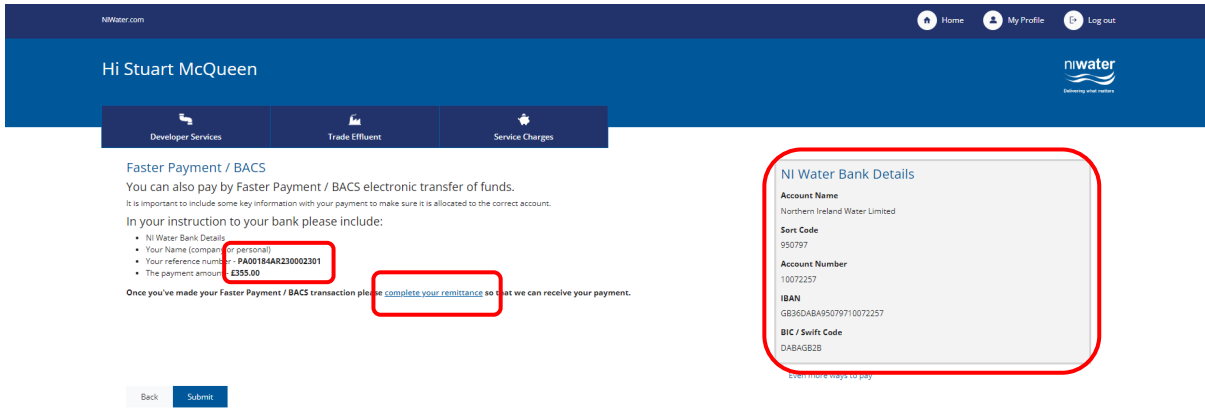 NIWater.com
Home
My Profile
Log out
Hi Stuart McQueen
niwater
Delivering what matters
Developer Services
Trade Effluent
Service Charges
Faster Payment / BACS
You can also pay by Faster Payment / BACS electronic transfer of funds.
It is important to include some key information with your payment to make sure it is allocated to the correct account.
In your instruction to your bank please include:
• NI Water Bank Details
• Your Name (company or personal)
• Your reference number - PA00184AR230002301
• The payment amount - £355.00
Once you've made your Faster Payment / BACS transaction please complete your remittance so that we can receive your payment.
Back
Submit
NI Water Bank Details
Account Name
Northern Ireland Water Limited
Sort Code
950797
Account Number
10072257
IBAN
GB36DABA95079710072257
BIC / Swift Code
DABAGB2B
Even more ways to pay